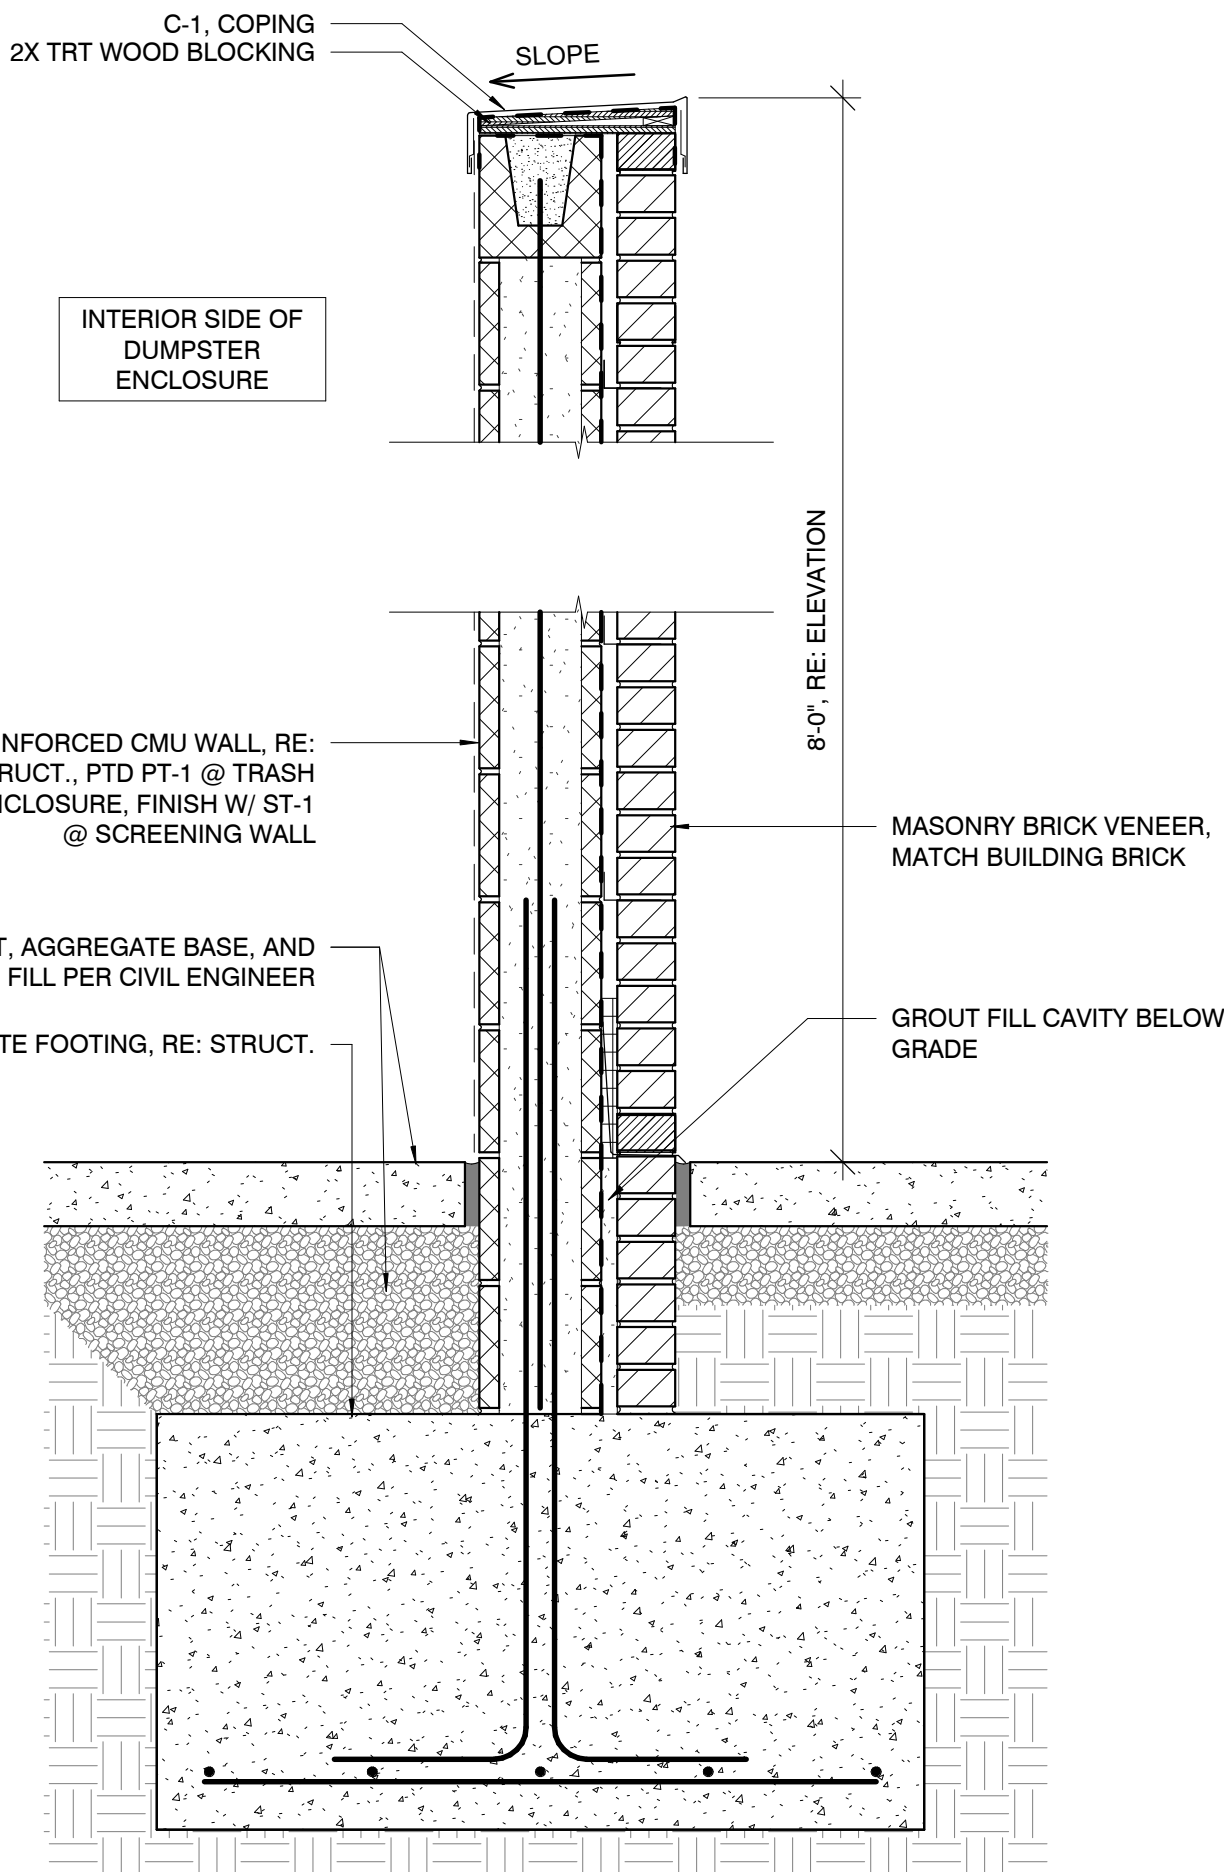 C-1, COPING
2X TRT WOOD BLOCKING
SLOPE
INTERIOR SIDE OF
DUMPSTER
ENCLOSURE
8'-0", RE: ELEVATION
NFORCED CMU WALL, RE:
RUCT., PTD PT-1 @ TRASH
NCLOSURE, FINISH W/ ST-1
@ SCREENING WALL
MASONRY BRICK VENEER,
MATCH BUILDING BRICK
T, AGGREGATE BASE, AND
FILL PER CIVIL ENGINEER
TE FOOTING, RE: STRUCT.
GROUT FILL CAVITY BELOW
GRADE